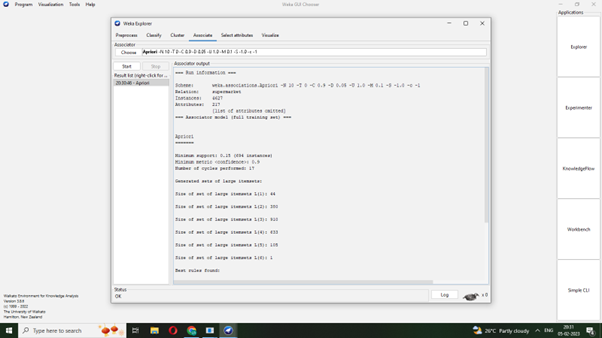 Program Visualization Tools Help
Weka GUI Chooser
Applications
Weka Explorer
Preprocess Classify Cluster Associate Select attributes Visualize
Associator
Choose Apriori -N 10 -T 0 -C 0.9 -D 0.05 -U 1.0 -M 0.1 -S -1.0 -c -1
Start Stop
Result list (right-click for ...
20:30:46 - Apriori
Associator output
=== Run information ===
Scheme: weka.associations.Apriori -N 10 -T 0 -C 0.9 -D 0.05 -U 1.0 -M 0.1 -S -1.0 -c -1
Relation: supermarket
Instances: 4627
Attributes: 217
[list of attributes omitted]
=== Associator model (full training set) ===
Apriori
=======
Minimum support: 0.15 (694 instances)
Minimum metric <confidence>: 0.9
Number of cycles performed: 17
Generated sets of large itemsets:
Size of set of large itemsets L(1): 44
Size of set of large itemsets L(2): 380
Size of set of large itemsets L(3): 910
Size of set of large itemsets L(4): 633
Size of set of large itemsets L(5): 105
Size of set of large itemsets L(6): 1
Best rules found:
Status
OK
Log
x 0
Explorer
Experimenter
KnowledgeFlow
Workbench
Simple CLI
Waikato Environment for Knowledge Analysis
Version 3.8.6
(c) 1999 - 2022
The University of Waikato
Hamilton, New Zealand
Type here to search
26°C Partly cloudy
ENG
20:31
05-02-2023